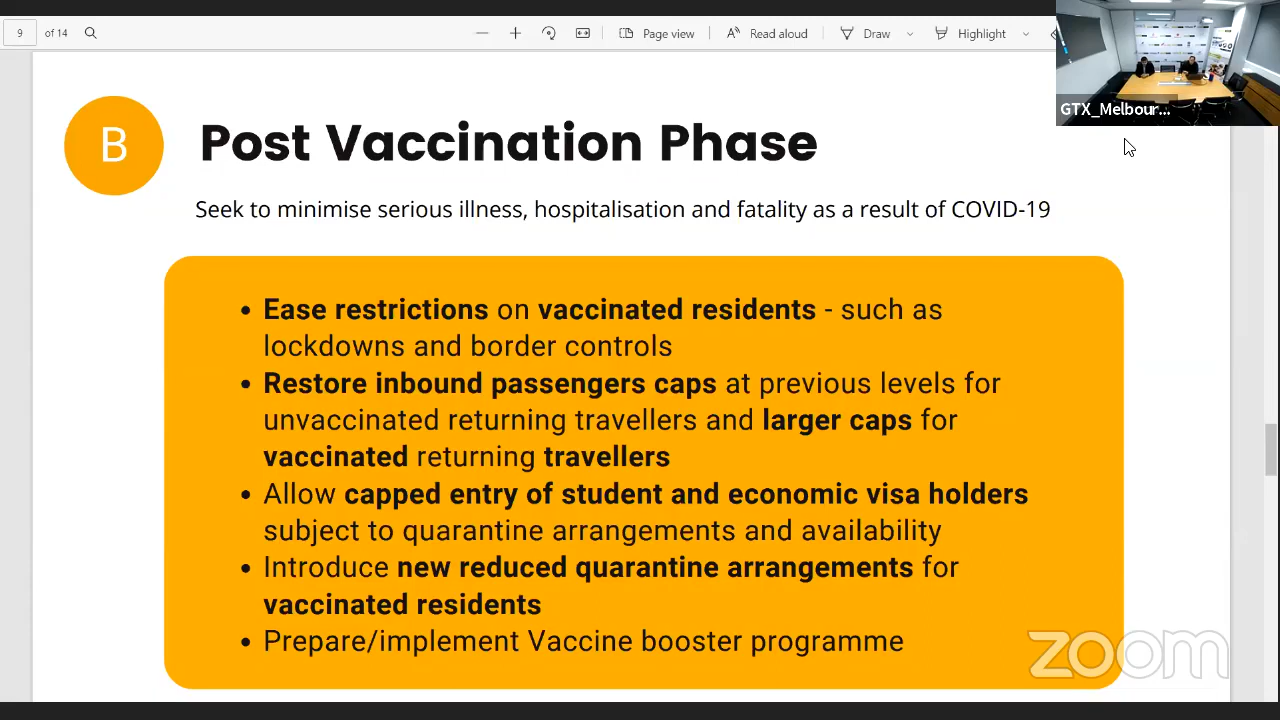 9 of 14
Page view
Read aloud
Draw
Highlight
GTX_Melbour...
B
Post Vaccination Phase
Seek to minimise serious illness, hospitalisation and fatality as a result of COVID-19
• Ease restrictions on vaccinated residents - such as
lockdowns and border controls
• Restore inbound passengers caps at previous levels for
unvaccinated returning travellers and larger caps for
vaccinated returning travellers
• Allow capped entry of student and economic visa holders
subject to quarantine arrangements and availability
• Introduce new reduced quarantine arrangements for
vaccinated residents
• Prepare/implement Vaccine booster programme
zoom